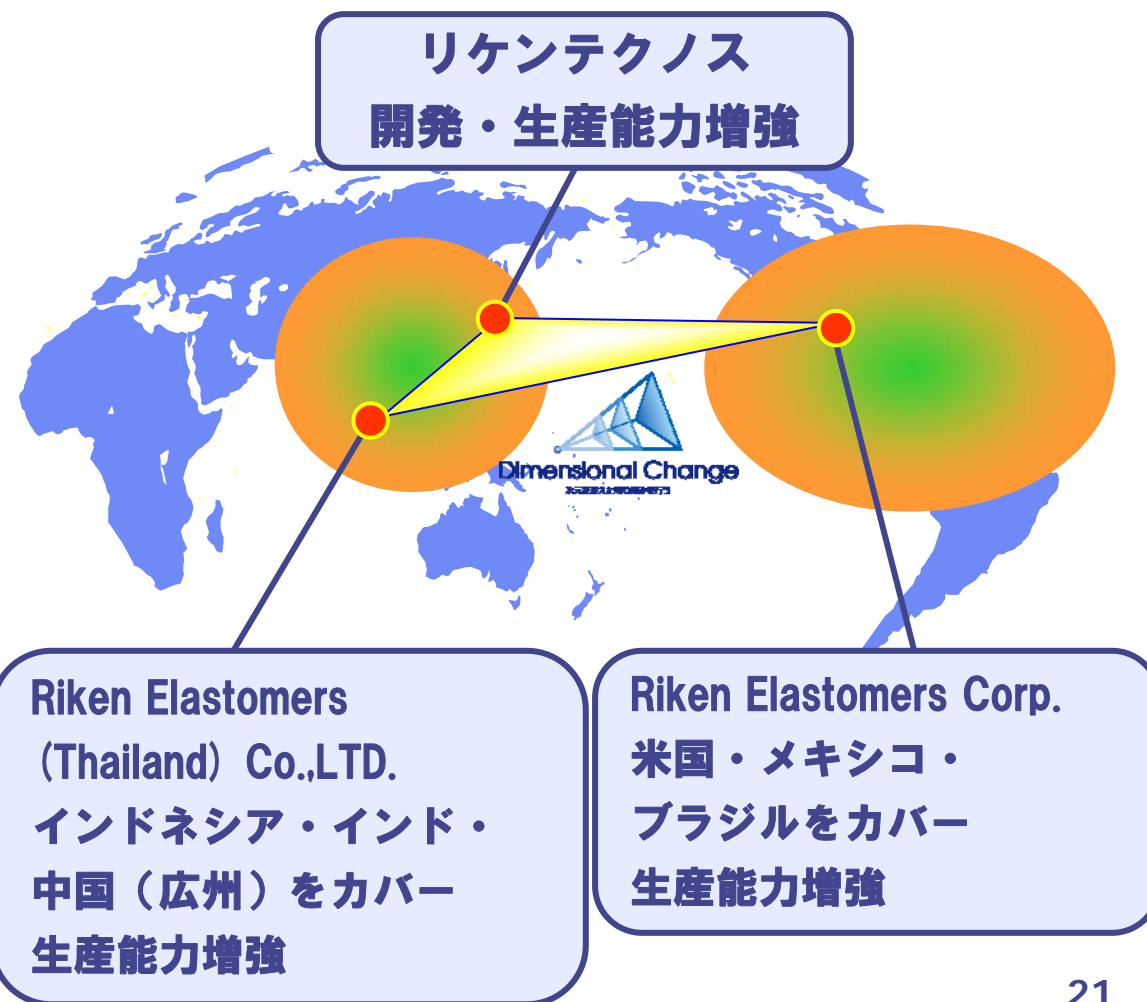 リケンテクノス
開発・生産能力増強
Dimensional Change
Riken Elastomers
(Thailand) Co.,LTD.
インドネシア・インド・
中国（広州）をカバー
生産能力増強
Riken Elastomers Corp.
米国・メキシコ・
ブラジルをカバー
生産能力増強
21